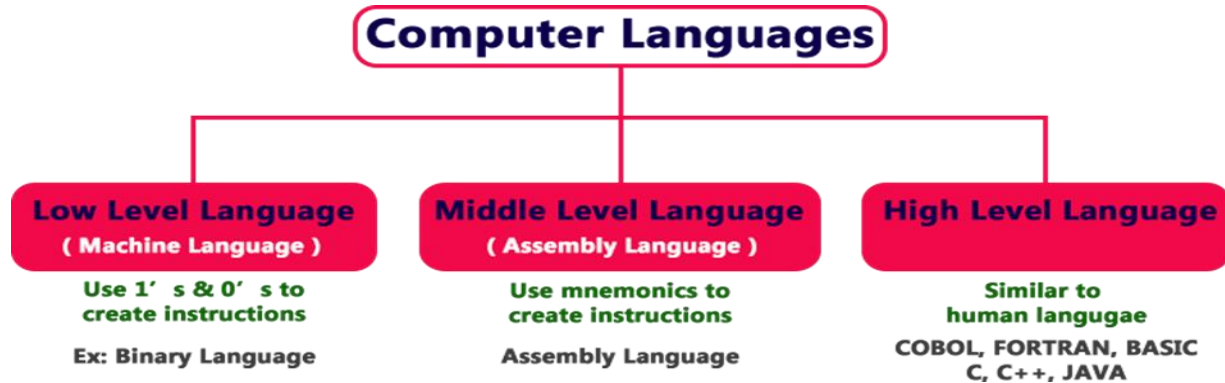 Computer Languages
Low Level Language
( Machine Language )
Use 1' s & 0' s to
create instructions
Ex: Binary Language
Middle Level Language
( Assembly Language )
Use mnemonics to
create instructions
Assembly Language
High Level Language
Similar to
human langugae
COBOL, FORTRAN, BASIC
C, C++, JAVA